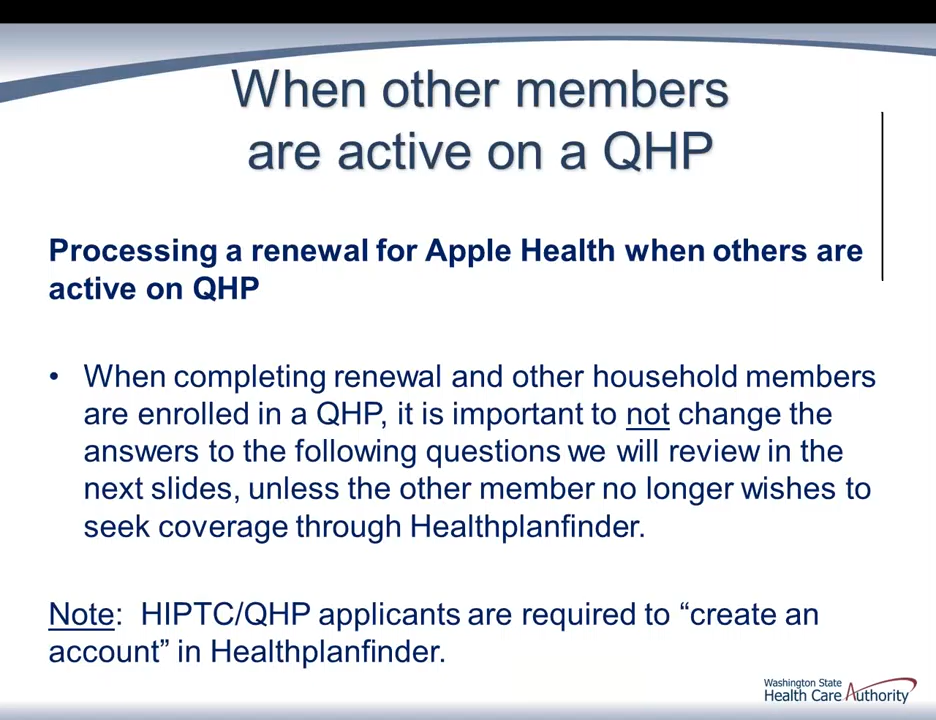 When other members
are active on a QHP
Processing a renewal for Apple Health when others are
active on QHP
• When completing renewal and other household members
are enrolled in a QHP, it is important to not change the
answers to the following questions we will review in the
next slides, unless the other member no longer wishes to
seek coverage through Healthplanfinder.
Note: HIPTC/QHP applicants are required to “create an
account” in Healthplanfinder.
Washington State
Health Care Authority